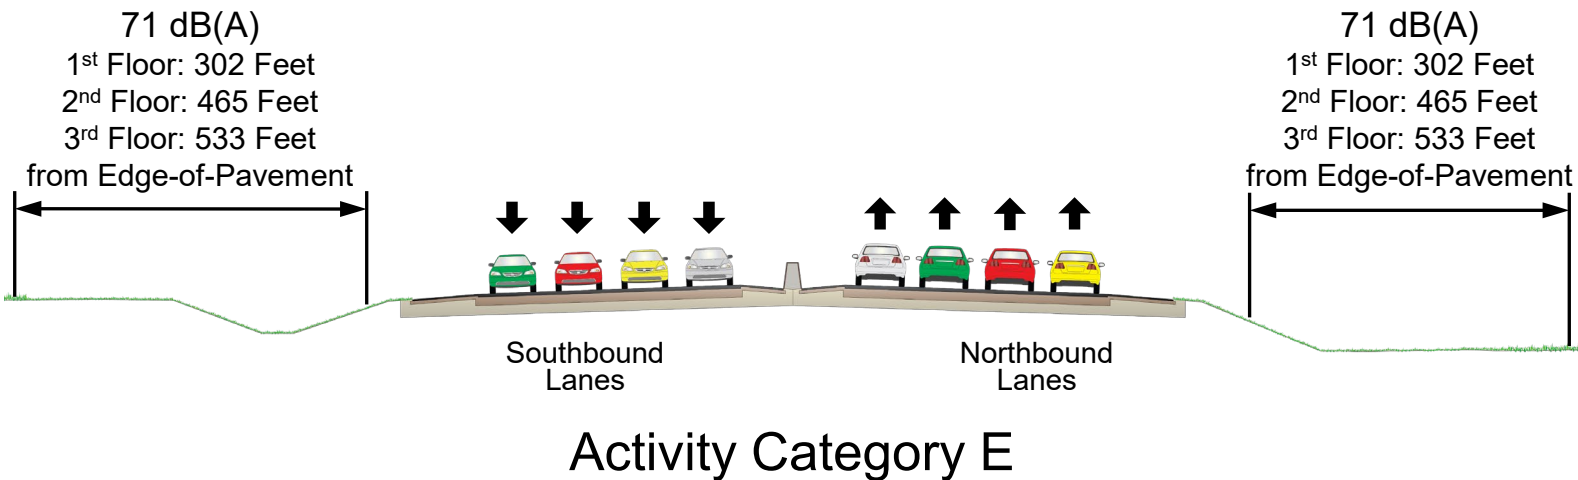 71 dB(A)
1st Floor: 302 Feet
2nd Floor: 465 Feet
3rd Floor: 533 Feet
from Edge-of-Pavement
71 dB(A)
1st Floor: 302 Feet
2nd Floor: 465 Feet
3rd Floor: 533 Feet
from Edge-of-Pavement
Southbound
Lanes
Northbound
Lanes
Activity Category E